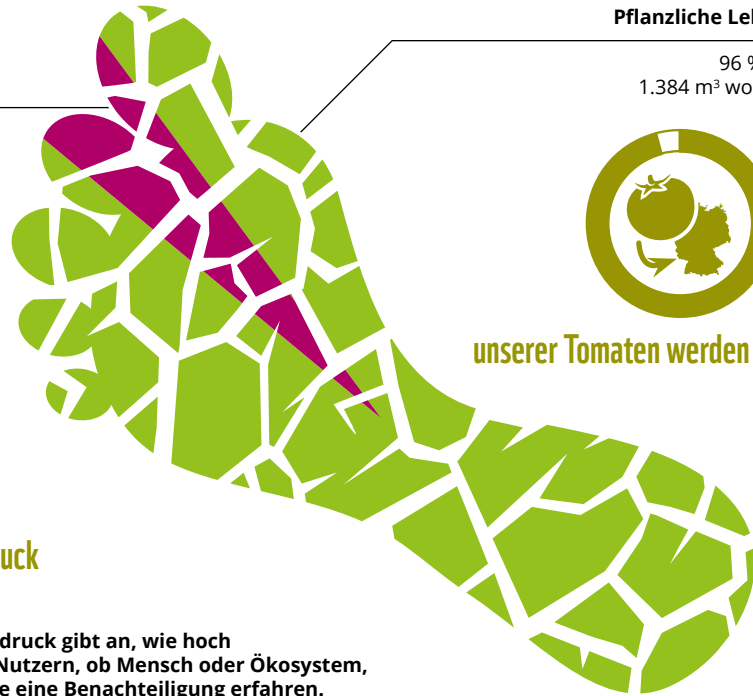 Pflanzliche Le
96 %
1.384 m³ wo
unserer Tomaten werden
uck
druck gibt an, wie hoch
Nutzern, ob Mensch oder Ökosystem,
e eine Benachteiligung erfahren.